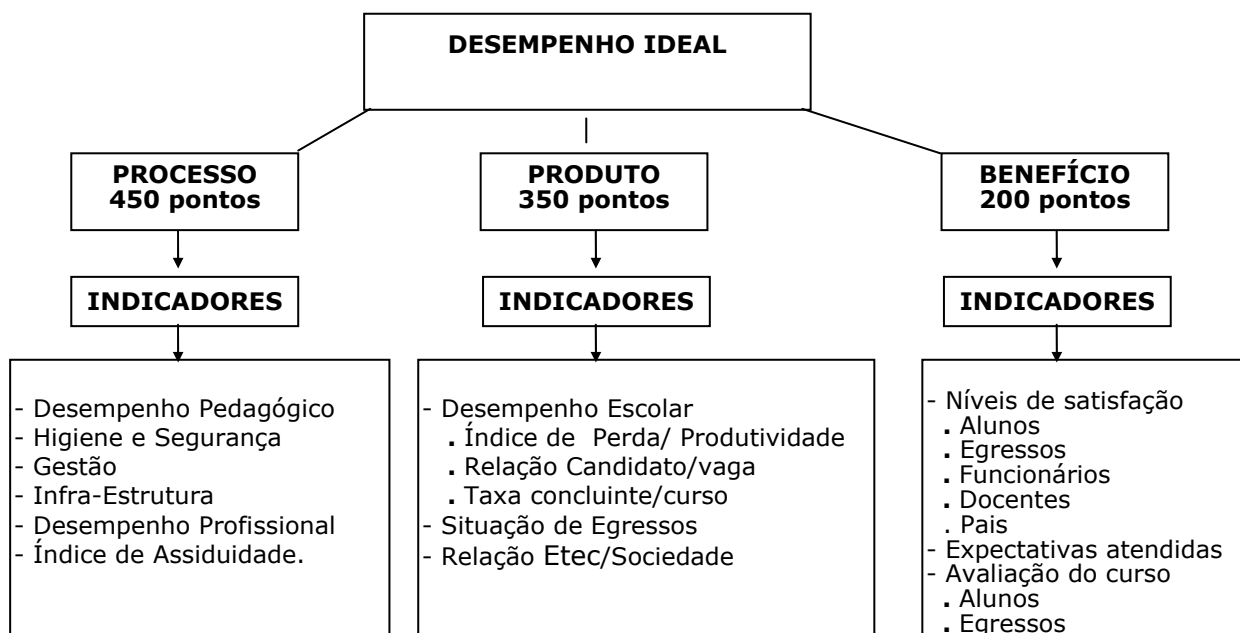 DESEMPENHO IDEAL
PROCESSO
450 pontos
PRODUTO
350 pontos
BENEFÍCIO
200 pontos
INDICADORES
INDICADORES
INDICADORES
- Desempenho Pedagógico
- Higiene e Segurança
- Gestão
- Infra-Estrutura
- Desempenho Profissional
- Índice de Assiduidade.
- Desempenho Escolar
. Índice de Perda/ Produtividade
. Relação Candidato/vaga
. Taxa concluinte/curso
- Situação de Egressos
- Relação Etec/Sociedade
- Níveis de satisfação
. Alunos
. Egressos
. Funcionários
. Docentes
. Pais
- Expectativas atendidas
- Avaliação do curso
. Alunos
. Egressos